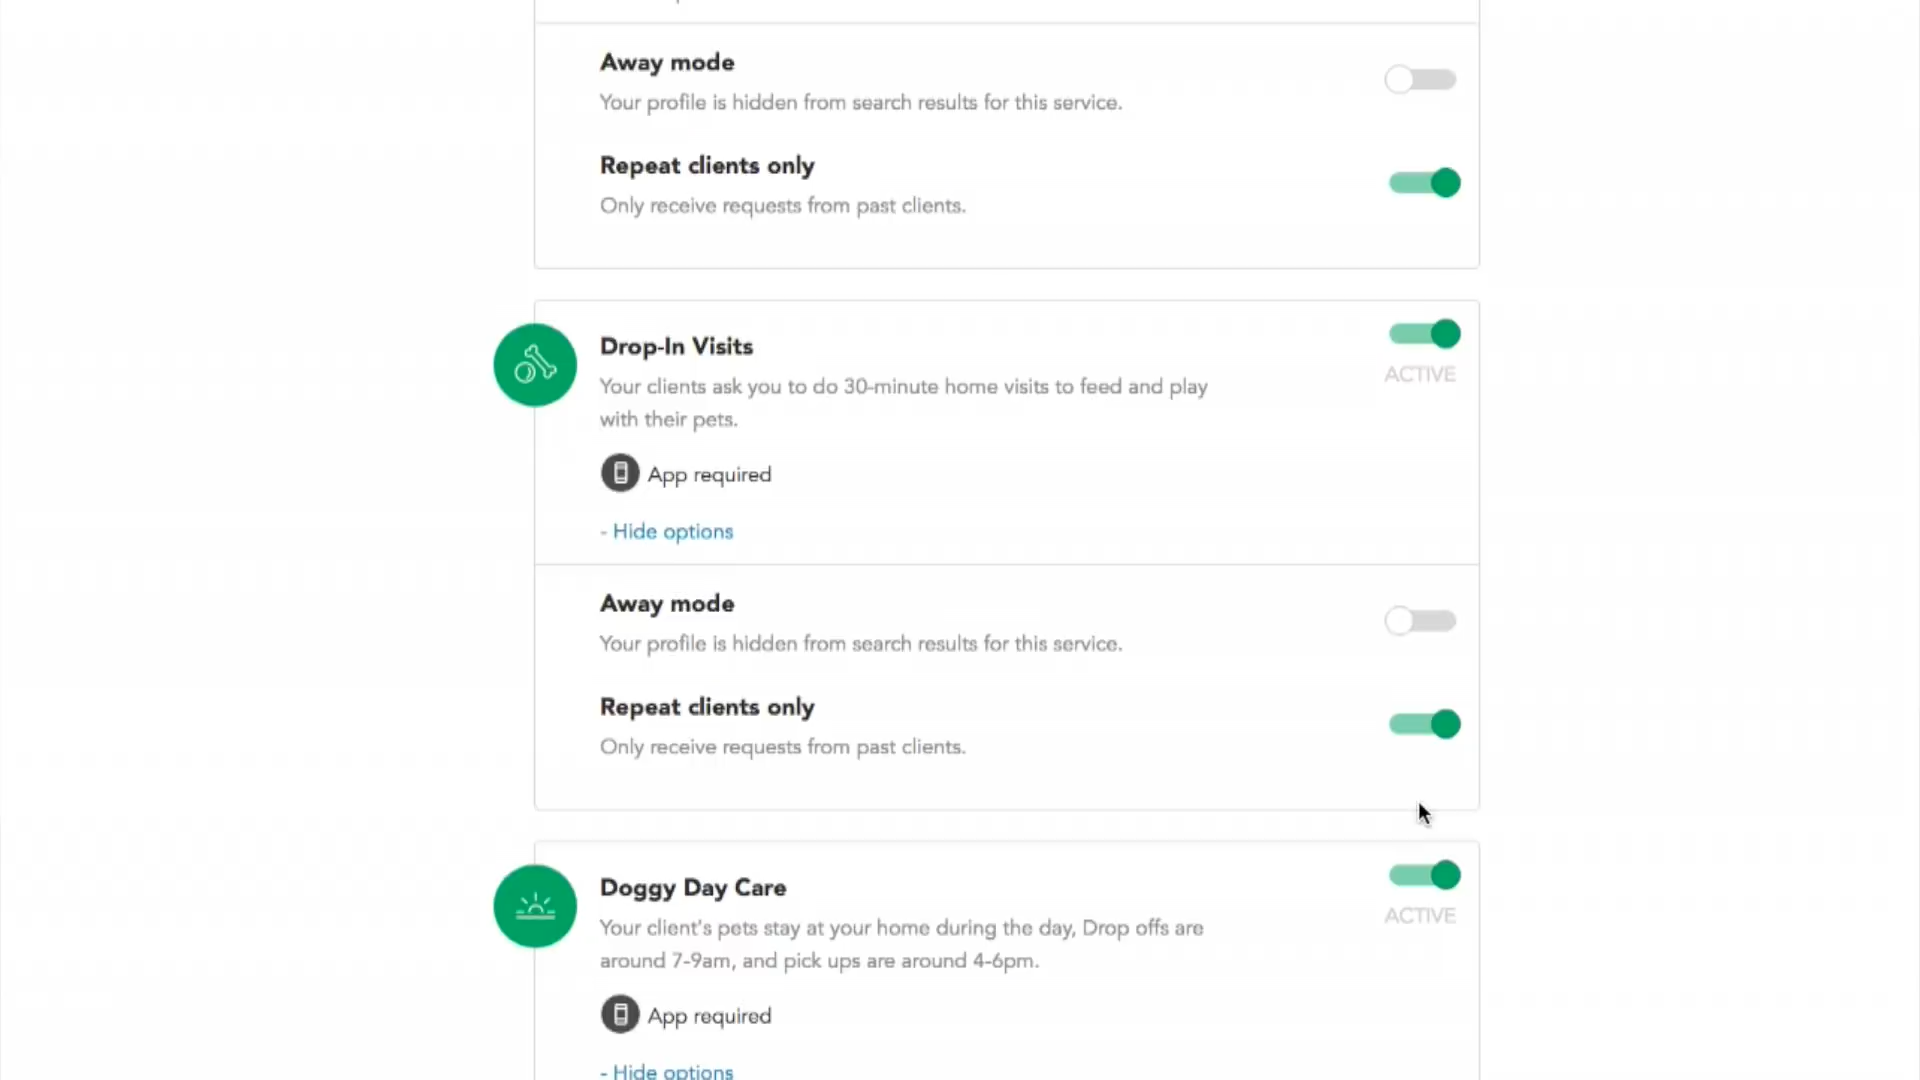 Away mode
Your profile is hidden from search results for this service.
Repeat clients only
Only receive requests from past clients.
Drop-In Visits
ACTIVE
Your clients ask you to do 30-minute home visits to feed and play
with their pets.
App required
- Hide options
Away mode
Your profile is hidden from search results for this service.
Repeat clients only
Only receive requests from past clients.
Doggy Day Care
ACTIVE
Your client's pets stay at your home during the day, Drop offs are
around 7-9am, and pick ups are around 4-6pm.
App required
- Hide options